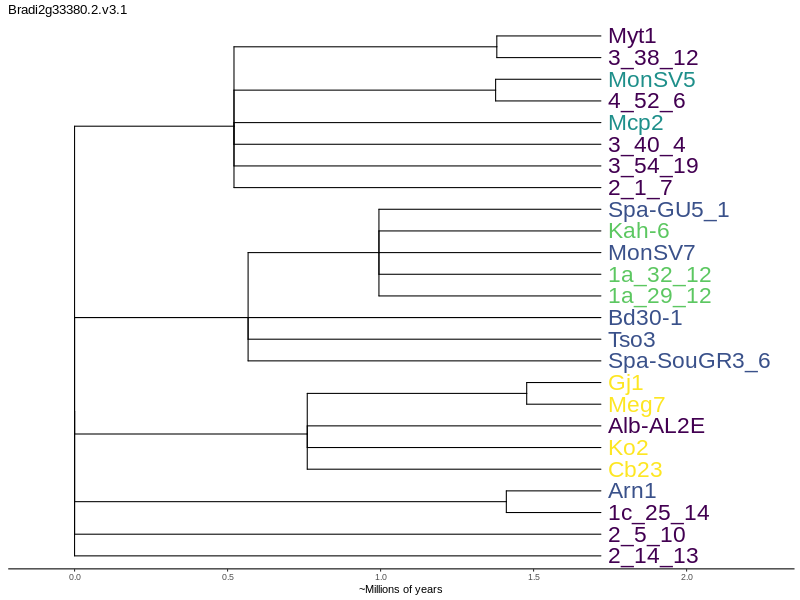 Bradi2g33380.2.v3.1
Myt1
3_38_12
MonSV5
4_52_6
Mcp2
3_40_4
3_54_19
2_1_7
Spa-GU5_1
Kah-6
MonSV7
1a_32_12
1a_29_12
Bd30-1
Tso3
Spa-SouGR3_6
Gj1
Meg7
Alb-AL2E
Ko2
Cb23
Arn1
1c_25_14
2_5_10
2_14_13
0.0 0.5 1.0 1.5 2.0
~Millions of years